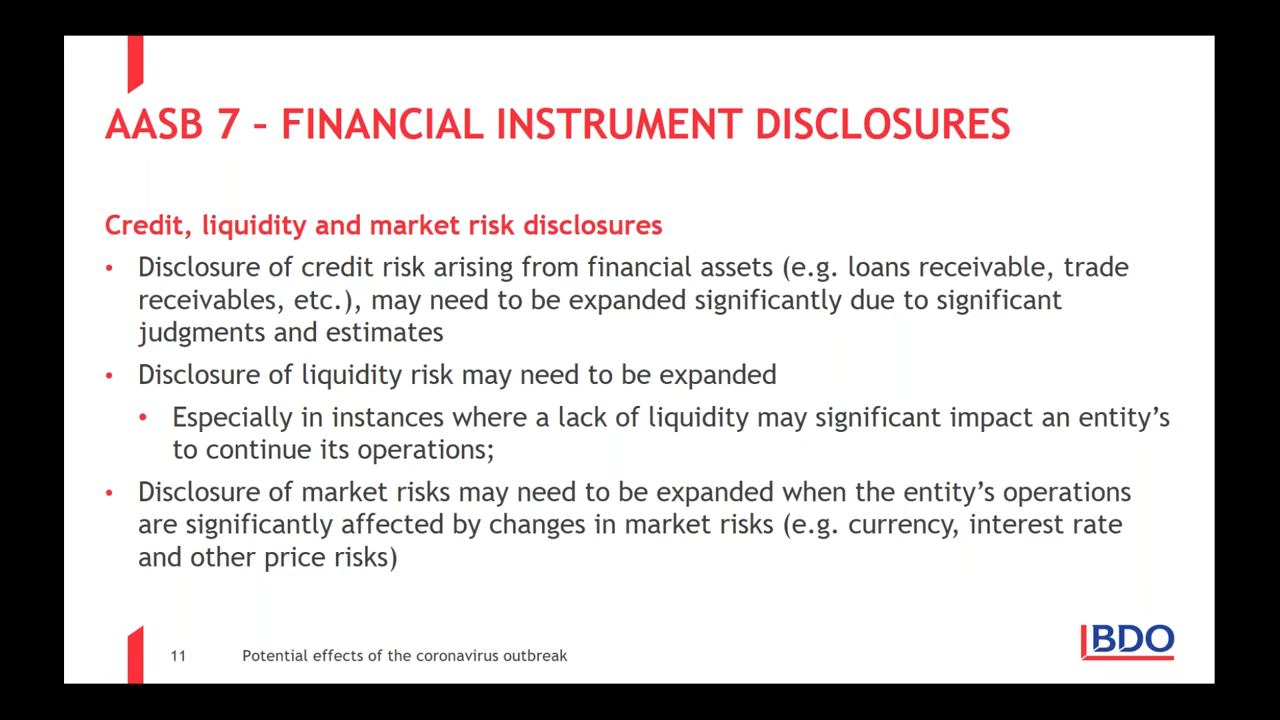 AASB 7 – FINANCIAL INSTRUMENT DISCLOSURES
Credit, liquidity and market risk disclosures
• Disclosure of credit risk arising from financial assets (e.g. loans receivable, trade
receivables, etc.), may need to be expanded significantly due to significant
judgments and estimates
• Disclosure of liquidity risk may need to be expanded
• Especially in instances where a lack of liquidity may significant impact an entity’s
to continue its operations;
• Disclosure of market risks may need to be expanded when the entity’s operations
are significantly affected by changes in market risks (e.g. currency, interest rate
and other price risks)
11 Potential effects of the coronavirus outbreak
BDO